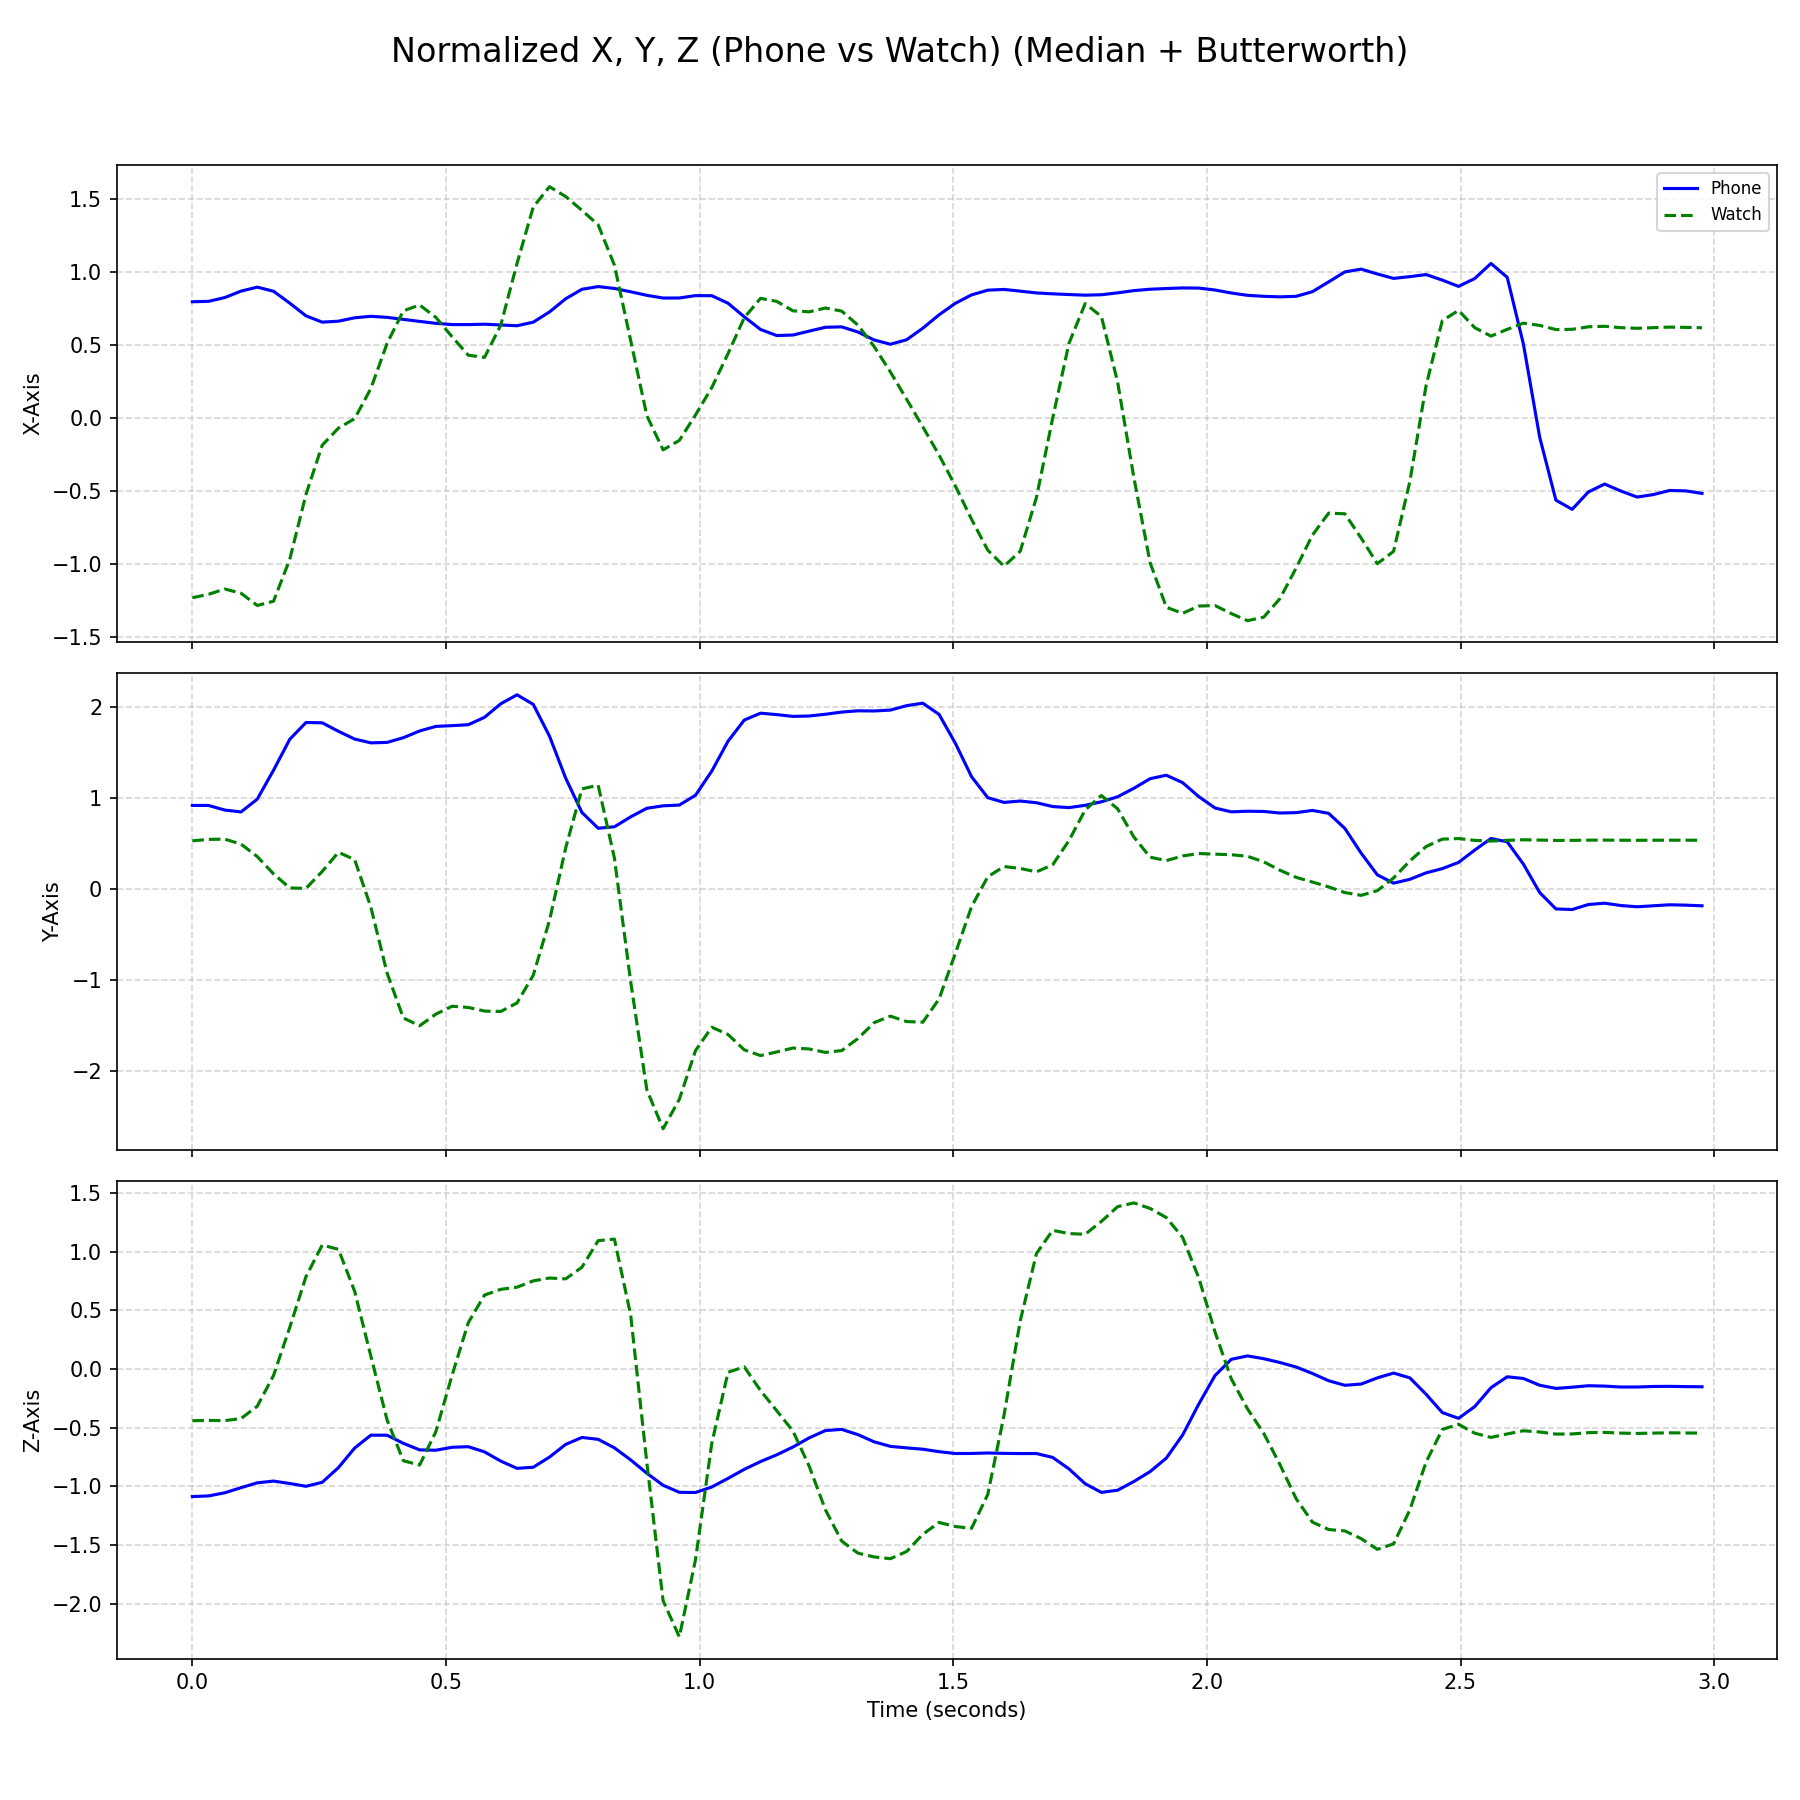 Normalized X, Y, Z (Phone vs Watch) (Median + Butterworth)
Phone
Watch
1.5
1.0
0.5
0.0
−0.5
−1.0
−1.5
X-Axis
2
1
0
−1
−2
Y-Axis
1.5
1.0
0.5
0.0
−0.5
−1.0
−1.5
−2.0
Z-Axis
0.0 0.5 1.0 1.5 2.0 2.5 3.0
Time (seconds)